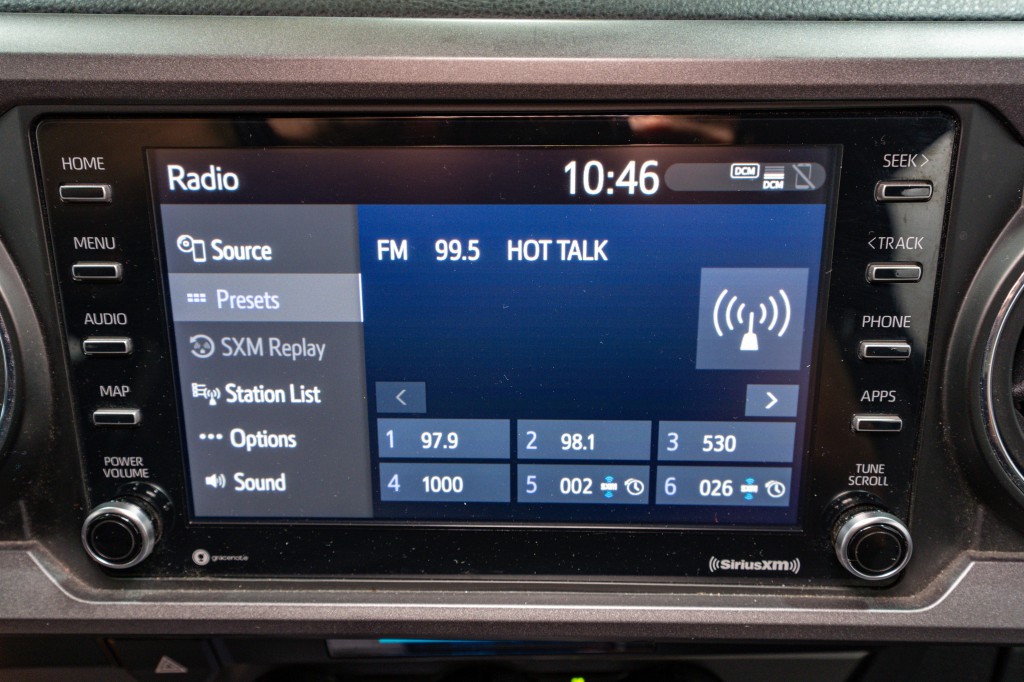 HOME
MENU
AUDIO
MAP
POWER
VOLUME
Radio
10:46
DCM
DCM
Source
Presets
SXM Replay
Station List
••• Options
Sound
FM 99.5 HOT TALK
<
>
1 97.9
2 98.1
3 530
4 1000
5 002 SXM
6 026 SXM
SEEK >
< TRACK
PHONE
APPS
TUNE
SCROLL
gracenote
((SiriusXM))